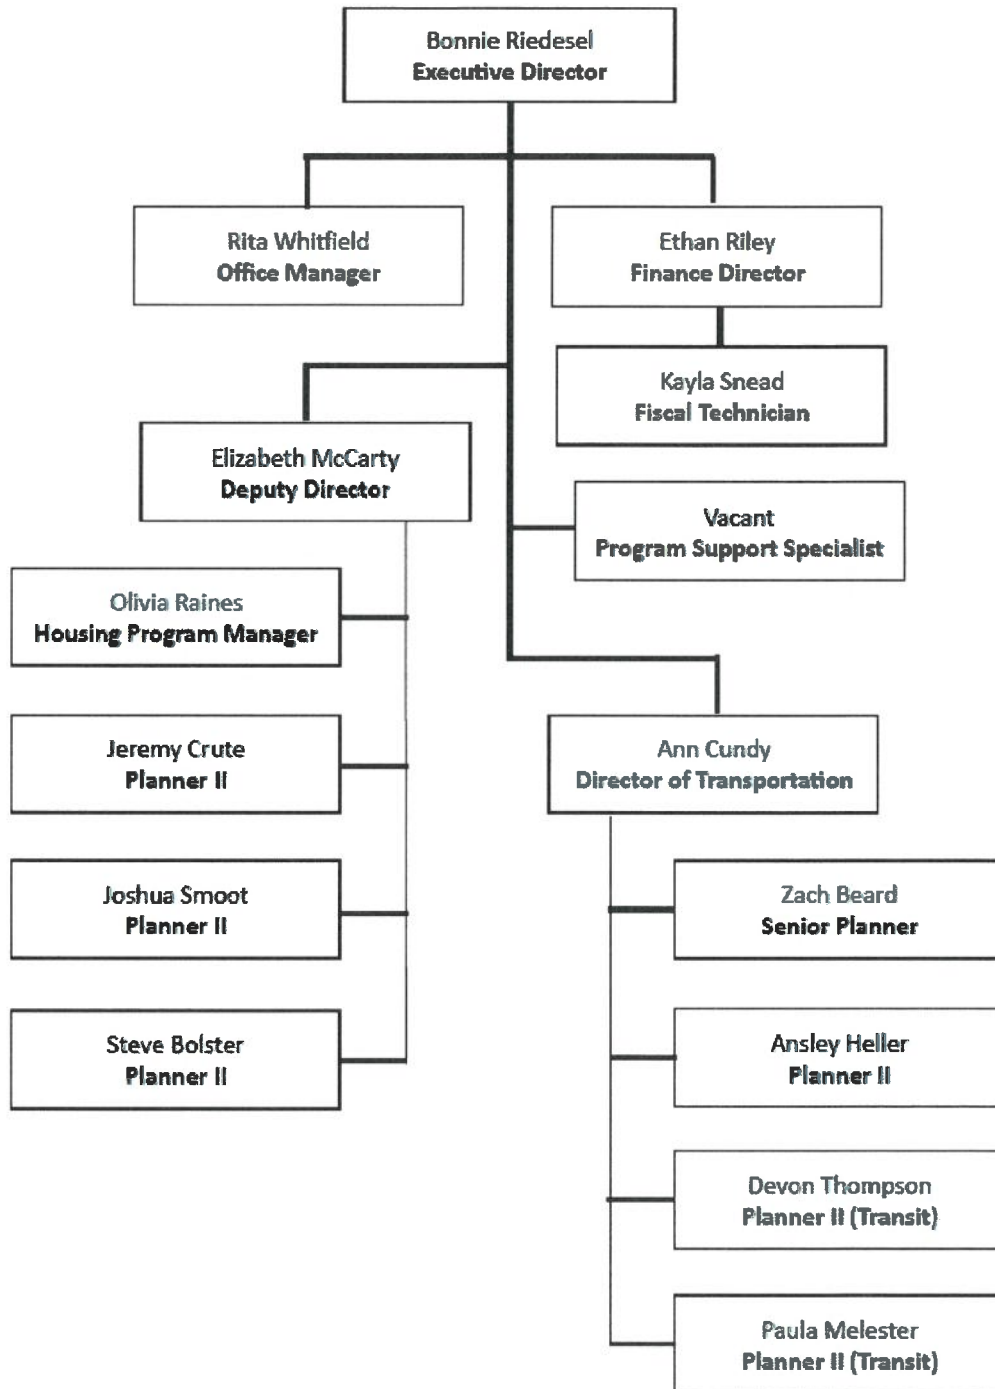 Bonnie Riedesel
Executive Director
Rita Whitfield
Office Manager
Ethan Riley
Finance Director
Kayla Snead
Fiscal Technician
Elizabeth McCarty
Deputy Director
Vacant
Program Support Specialist
Olivia Raines
Housing Program Manager
Jeremy Crute
Planner II
Ann Cundy
Director of Transportation
Joshua Smoot
Planner II
Zach Beard
Senior Planner
Steve Bolster
Planner II
Ansley Heller
Planner II
Devon Thompson
Planner II (Transit)
Paula Melester
Planner II (Transit)